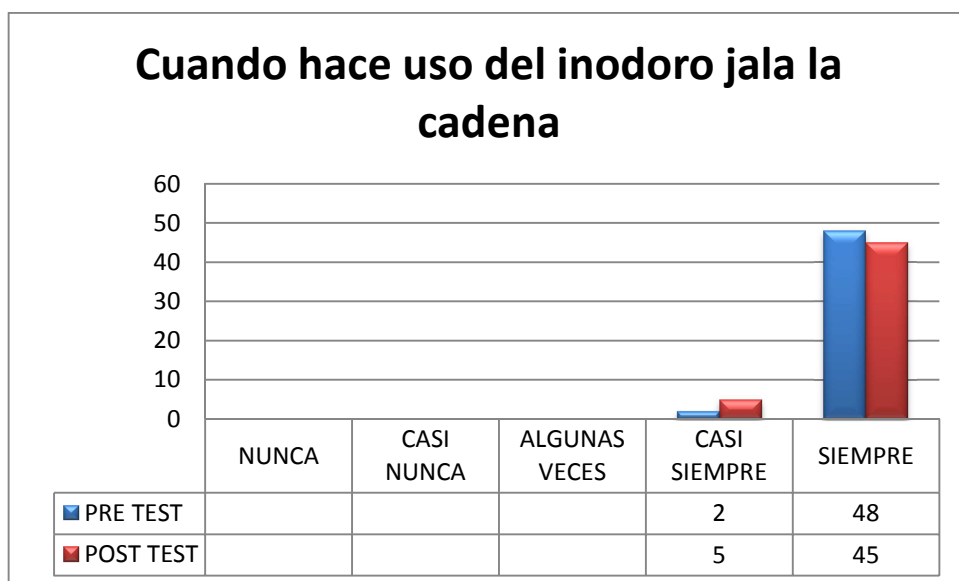 Cuando hace uso del inodoro jala la
cadena
60
50
40
30
20
10
0
NUNCA
CASI
NUNCA
ALGUNAS
VECES
CASI
SIEMPRE
SIEMPRE
PRE TEST 2 48
POST TEST 5 45